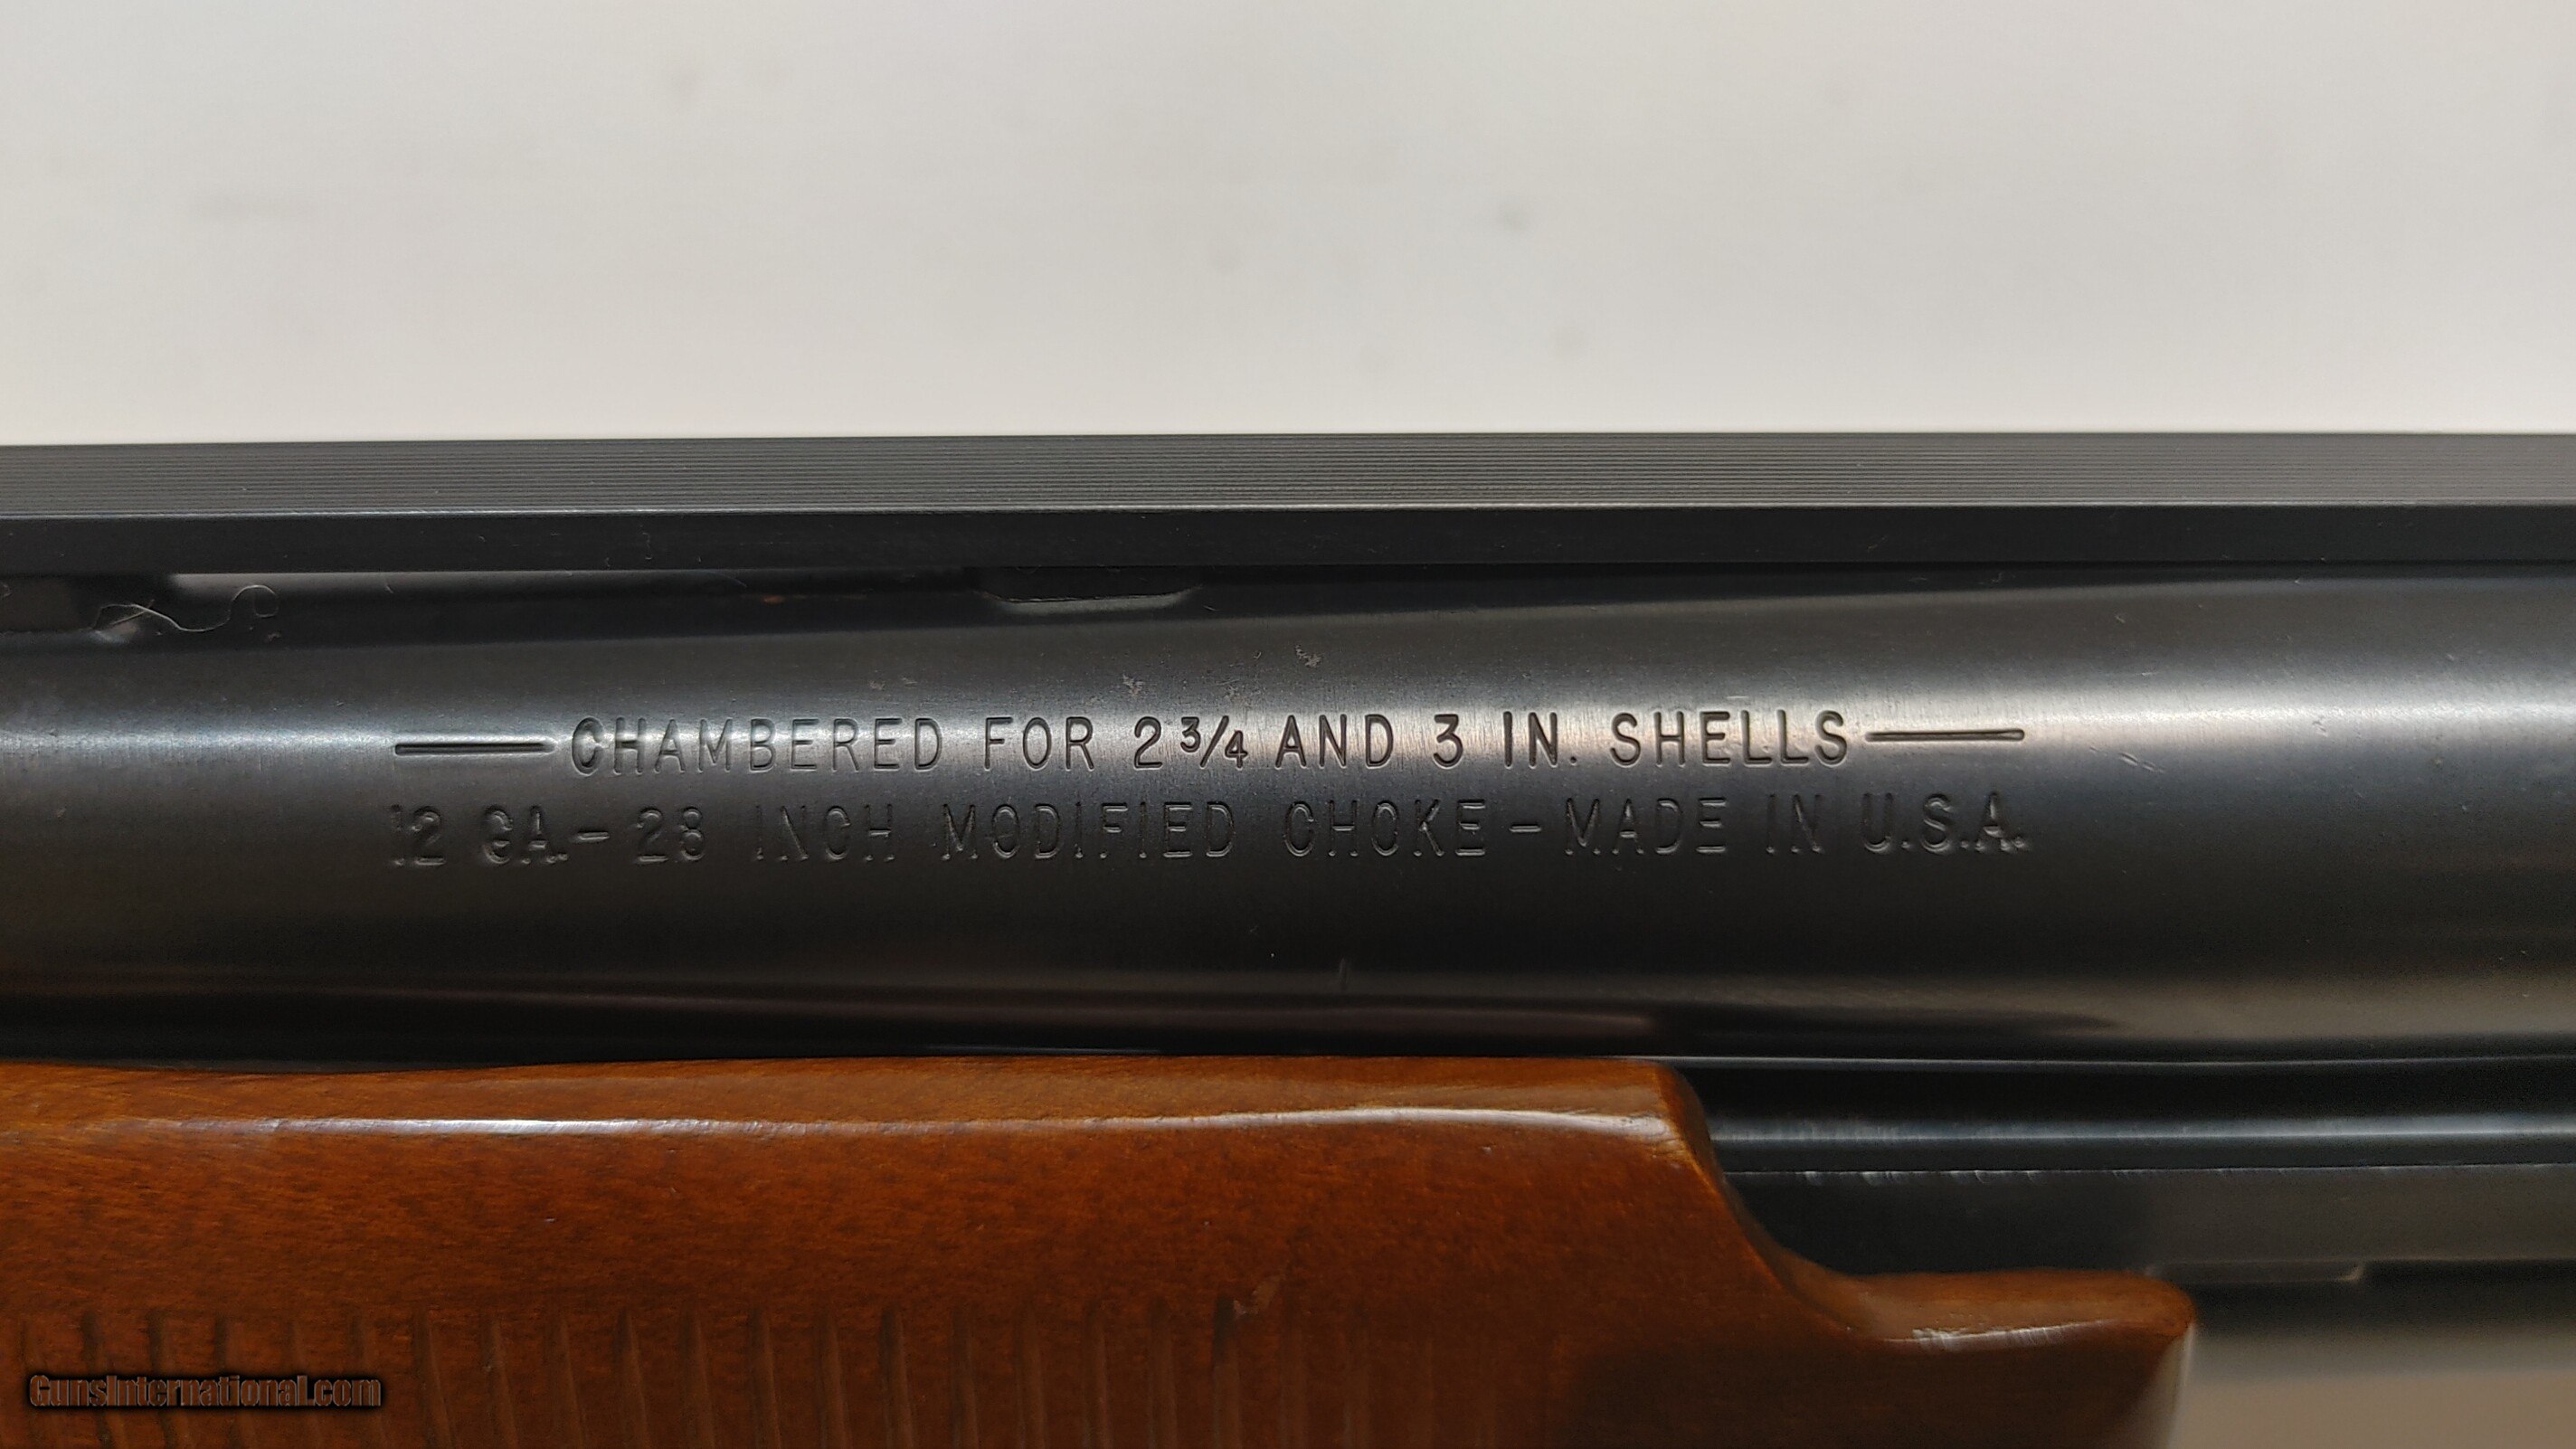 —CHAMBERED FOR 2 3/4 AND 3 IN. SHELLS—
12 GA.-28 INCH MODIFIED CHOKE-MADE IN U.S.A.
GunsInternational.com